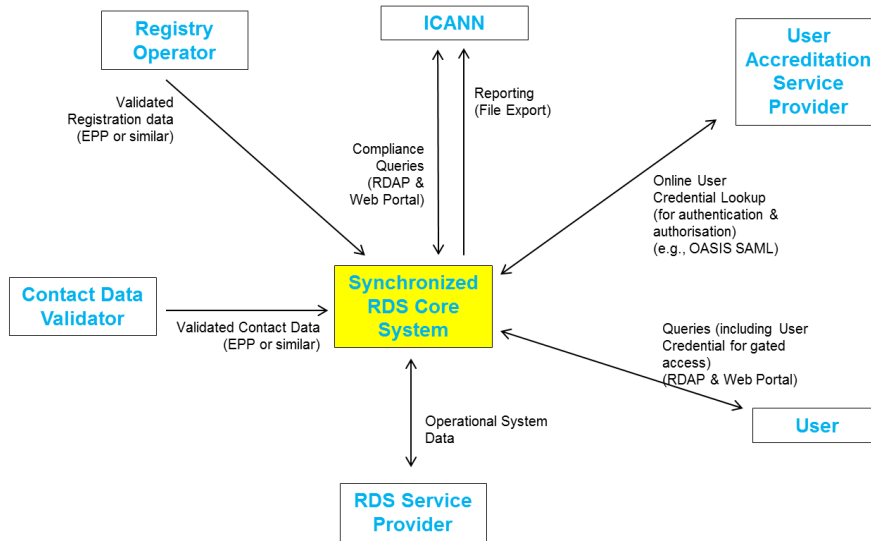 Registry
Operator
ICANN
User
Accreditation
Service
Provider
Validated
Registration data
(EPP or similar)
Reporting
(File Export)
Compliance
Queries
(RDAP &
Web Portal)
Online User
Credential Lookup
(for authentication &
authorisation)
(e.g., OASIS SAML)
Contact Data
Validator
Validated Contact Data
(EPP or similar)
Synchronized
RDS Core
System
Queries (including User
Credential for gated
access)
(RDAP & Web Portal)
User
Operational System
Data
RDS Service
Provider